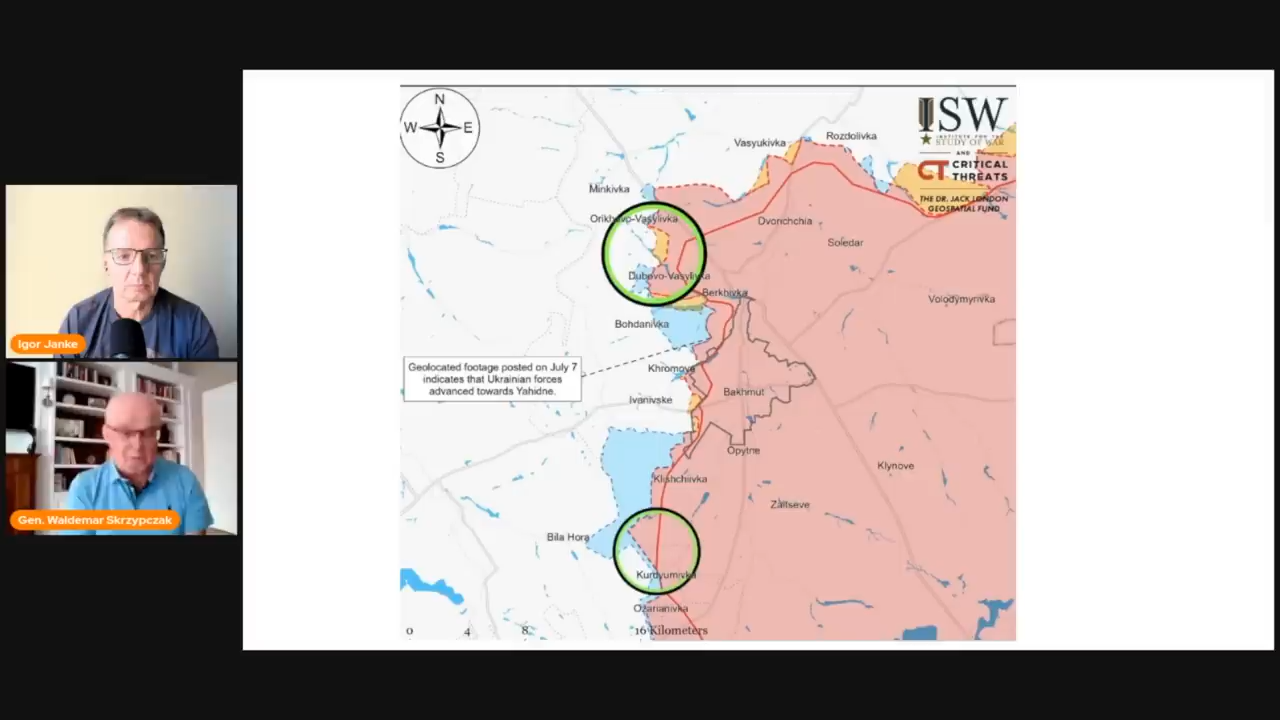 N
W E
S
ISW
INSTITUTE FOR THE
STUDY OF WAR
AND
CT CRITICAL
THREATS
THE DR. JACK LONDON
GEOSPATIAL FUND
Vasyukivka
Rozdolivka
Minkivka
Orikhovo-Vasylivka
Dvorichchia
Soledar
Dubovo-Vasylivka
Berkhivka
Volodymyrivka
Bohdanivka
Igor Janke
Geolocated footage posted on July 7
indicates that Ukrainian forces
advanced towards Yahidne.
Khromove
Ivanivske
Bakhmut
Opytne
Klynove
Klishchiivka
Zaitseve
Gen. Waldemar Skrzypczak
Bila Hora
Kurdyumivka
Ozarianivka
0 4 8 16 Kilometers